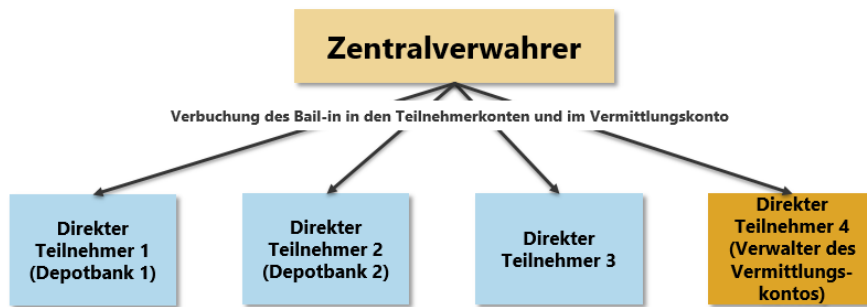 Zentralverwahrer
Verbuchung des Bail-in in den Teilnehmerkonten und im Vermittlungskonto
Direkter
Teilnehmer 1
(Depotbank 1)
Direkter
Teilnehmer 2
(Depotbank 2)
Direkter
Teilnehmer 3
Direkter
Teilnehmer 4
(Verwalter des
Vermittlungs-
kontos)